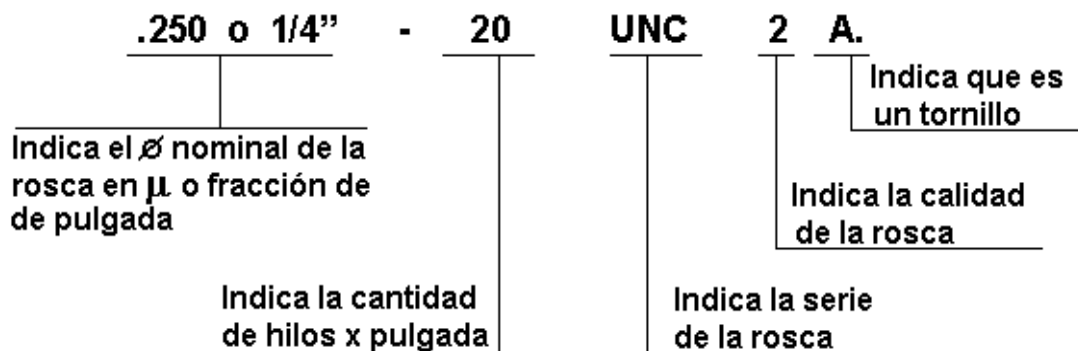 .250 o 1/4” - 20 UNC 2 A.
Indica que es
un tornillo
Indica el Ø nominal de la
rosca en μ o fracción de
de pulgada
Indica la calidad
de la rosca
Indica la cantidad
de hilos x pulgada
Indica la serie
de la rosca